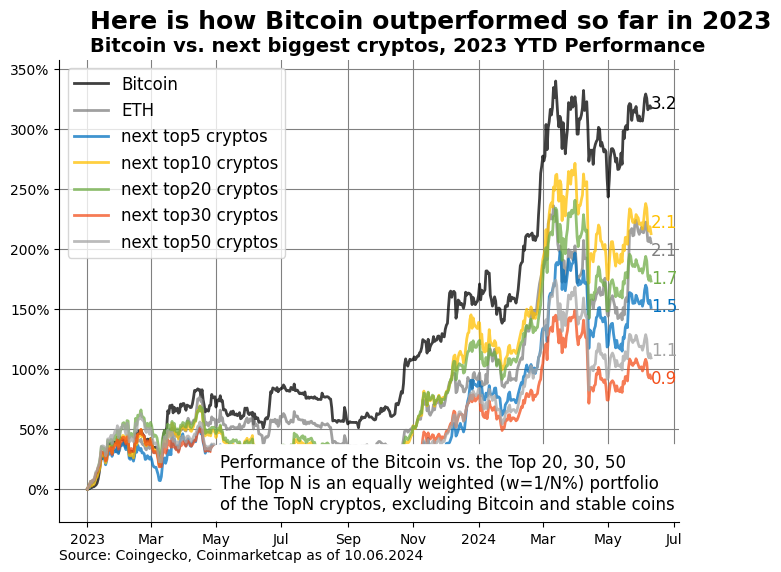 Here is how Bitcoin outperformed so far in 2023
Bitcoin vs. next biggest cryptos, 2023 YTD Performance
350%
300%
250%
200%
150%
100%
50%
0%
Bitcoin
ETH
next top5 cryptos
next top10 cryptos
next top20 cryptos
next top30 cryptos
next top50 cryptos
3.2
2.1
2.1
1.7
1.5
1.1
0.9
Performance of the Bitcoin vs. the Top 20, 30, 50
The Top N is an equally weighted (w=1/N%) portfolio
of the TopN cryptos, excluding Bitcoin and stable coins
2023 Mar May Jul Sep Nov 2024 Mar May Jul
Source: Coingecko, Coinmarketcap as of 10.06.2024